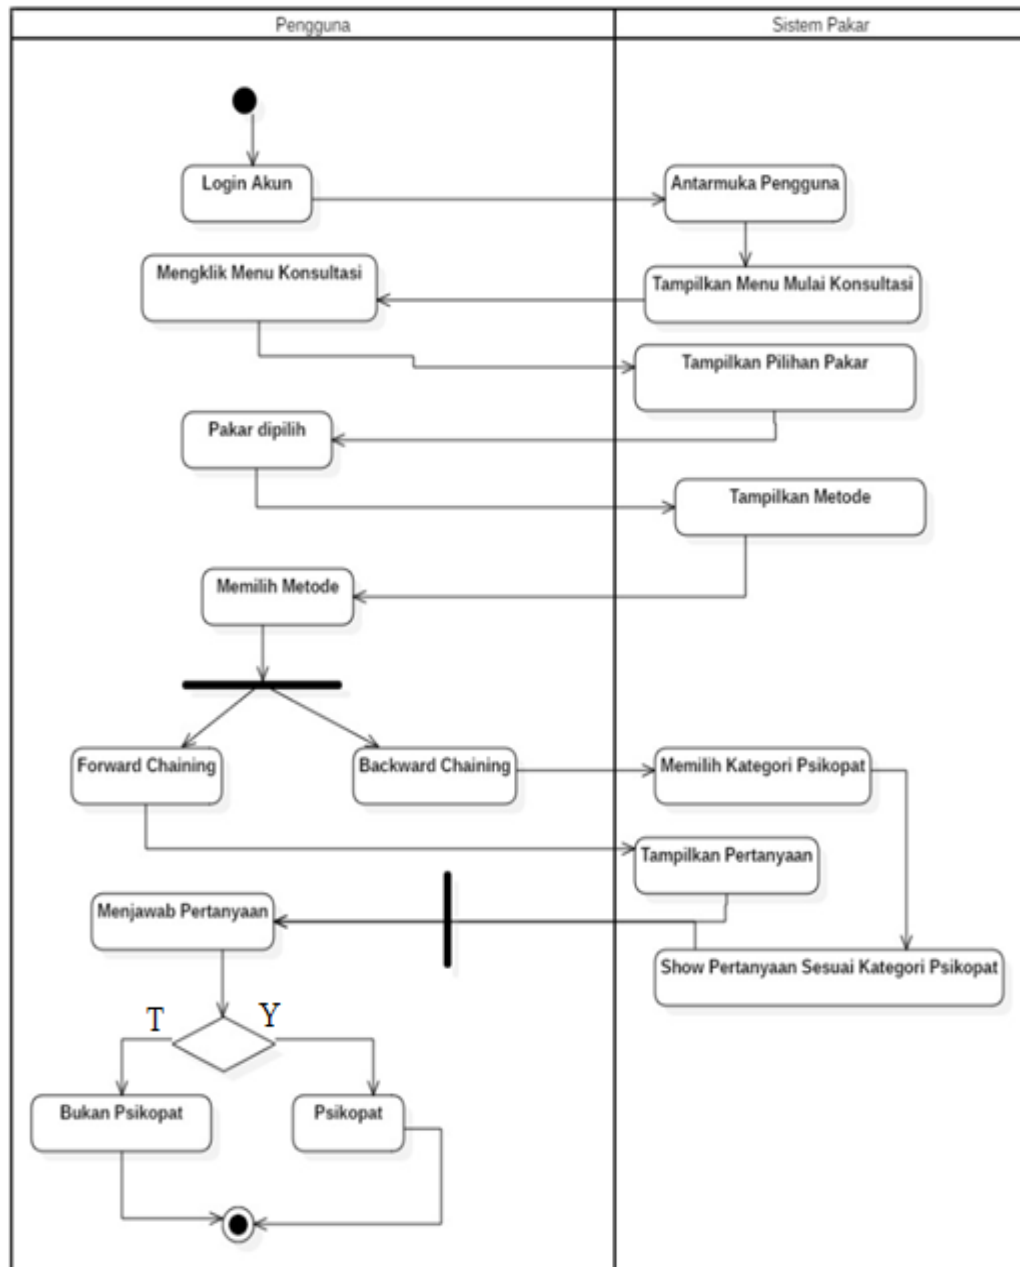 Pengguna
Sistem Pakar
Login Akun
Antarmuka Pengguna
Mengklik Menu Konsultasi
Tampilkan Menu Mulai Konsultasi
Tampilkan Pilihan Pakar
Pakar dipilih
Tampilkan Metode
Memilih Metode
Forward Chaining
Backward Chaining
Memilih Kategori Psikopat
Tampilkan Pertanyaan
Menjawab Pertanyaan
Show Pertanyaan Sesuai Kategori Psikopat
T
Y
Bukan Psikopat
Psikopat